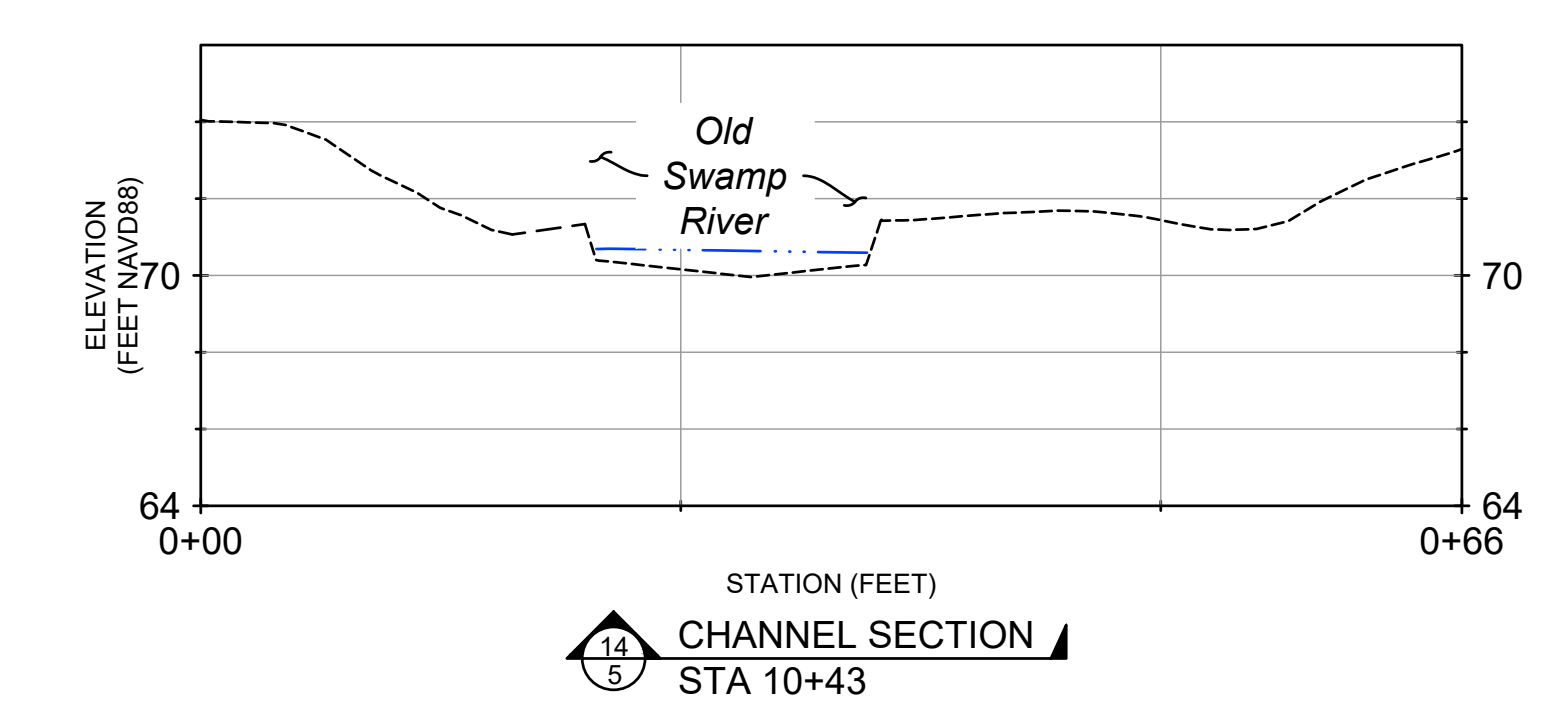 Old
Swamp
River
ELEVATION
(FEET NAVD88)
70
70
64
64
0+00
0+66
STATION (FEET)
14
5
CHANNEL SECTION
STA 10+43